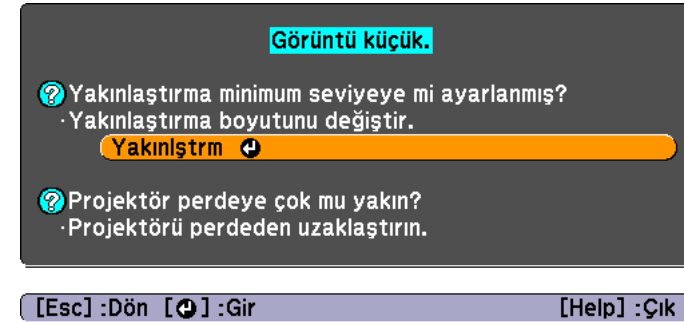 Görüntü küçük.
Yakınlaştırma minimum seviyeye mi ayarlanmış?
·Yakınlaştırma boyutunu değiştir.
Yakınlştrm
Projektör perdeye çok mu yakın?
·Projektörü perdeden uzaklaştırın.
[Esc] :Dön [⏎] :Gir [Help] :Çık